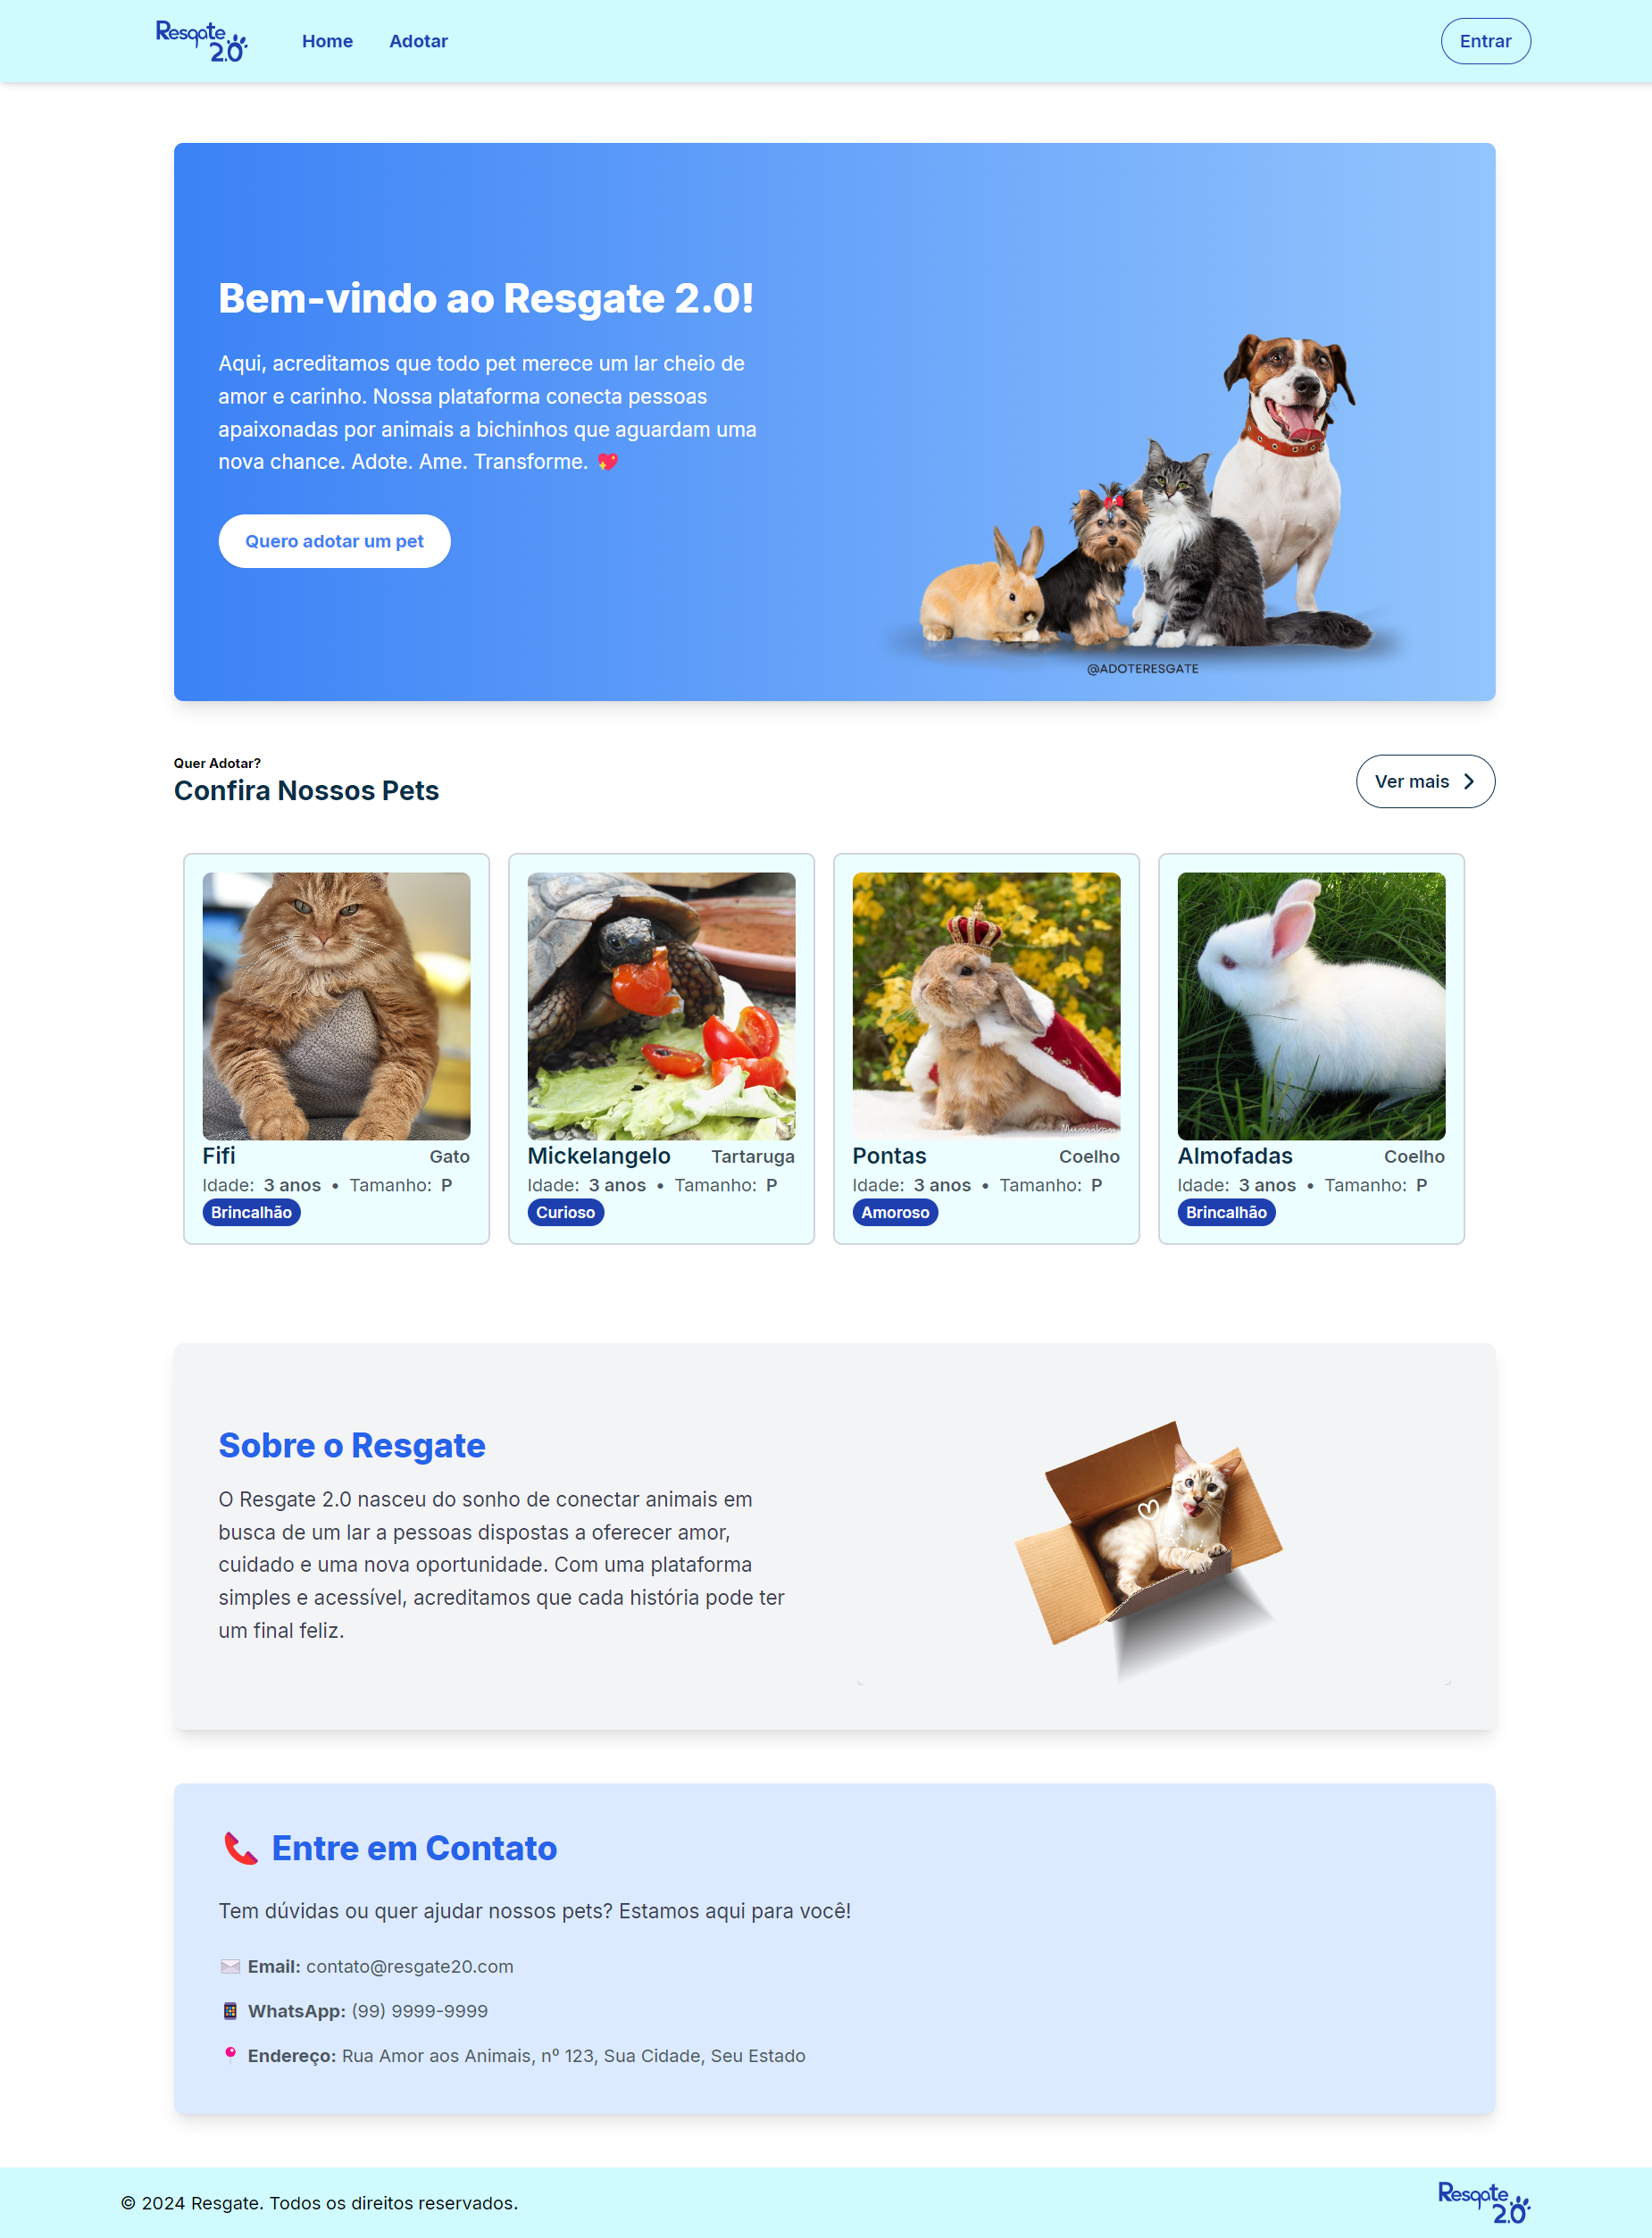 Resgate 2.0
Home
Adotar
Entrar
Bem-vindo ao Resgate 2.0!
Aqui, acreditamos que todo pet merece um lar cheio de
amor e carinho. Nossa plataforma conecta pessoas
apaixonadas por animais a bichinhos que aguardam uma
nova chance. Adote. Ame. Transforme. 💖
Quero adotar um pet
@ADOTERESGATE
Quer Adotar?
Confira Nossos Pets
Ver mais
Fifi Gato
Idade: 3 anos • Tamanho: P
Brincalhão
Mickelangelo Tartaruga
Idade: 3 anos • Tamanho: P
Curioso
Pontas Coelho
Idade: 3 anos • Tamanho: P
Amoroso
Almofadas Coelho
Idade: 3 anos • Tamanho: P
Brincalhão
Sobre o Resgate
O Resgate 2.0 nasceu do sonho de conectar animais em
busca de um lar a pessoas dispostas a oferecer amor,
cuidado e uma nova oportunidade. Com uma plataforma
simples e acessível, acreditamos que cada história pode ter
um final feliz.
📞 Entre em Contato
Tem dúvidas ou quer ajudar nossos pets? Estamos aqui para você!
✉️ Email: contato@resgate20.com
📱 WhatsApp: (99) 9999-9999
📍 Endereço: Rua Amor aos Animais, nº 123, Sua Cidade, Seu Estado
© 2024 Resgate. Todos os direitos reservados.
Resgate 2.0